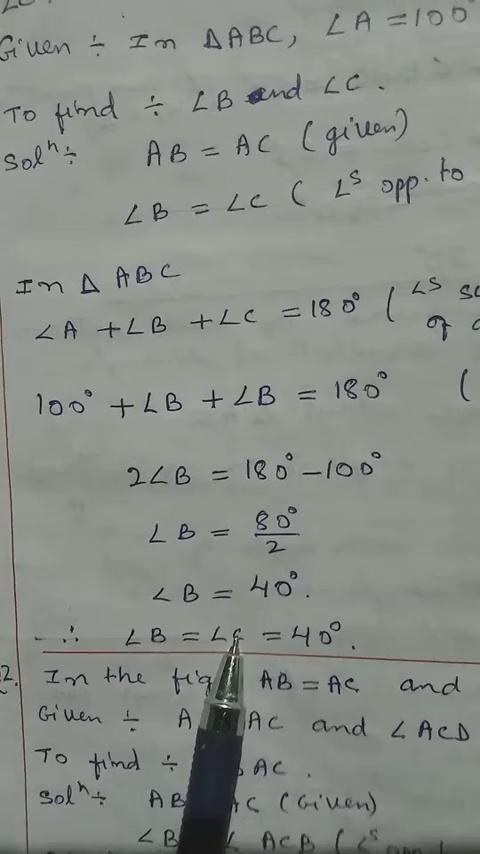 Given ÷ In ΔABC, ∠A = 100°
To find ÷ ∠B and ∠C.
Solⁿ ÷ AB = AC (given)
∠B = ∠C ( ∠ˢ opp. to
In Δ ABC
∠A + ∠B + ∠C = 180° ( ∠ˢ
of
100° + ∠B + ∠B = 180° (
2∠B = 180° – 100°
∠B = 80°/2
∠B = 40°.
∴ ∠B = ∠C = 40°.
2. In the AB = AC and
Given ÷ A AC and ∠ACD
To find ÷ AC.
Solⁿ ÷ AB C (Given)
∠B ACB ( ∠ˢ